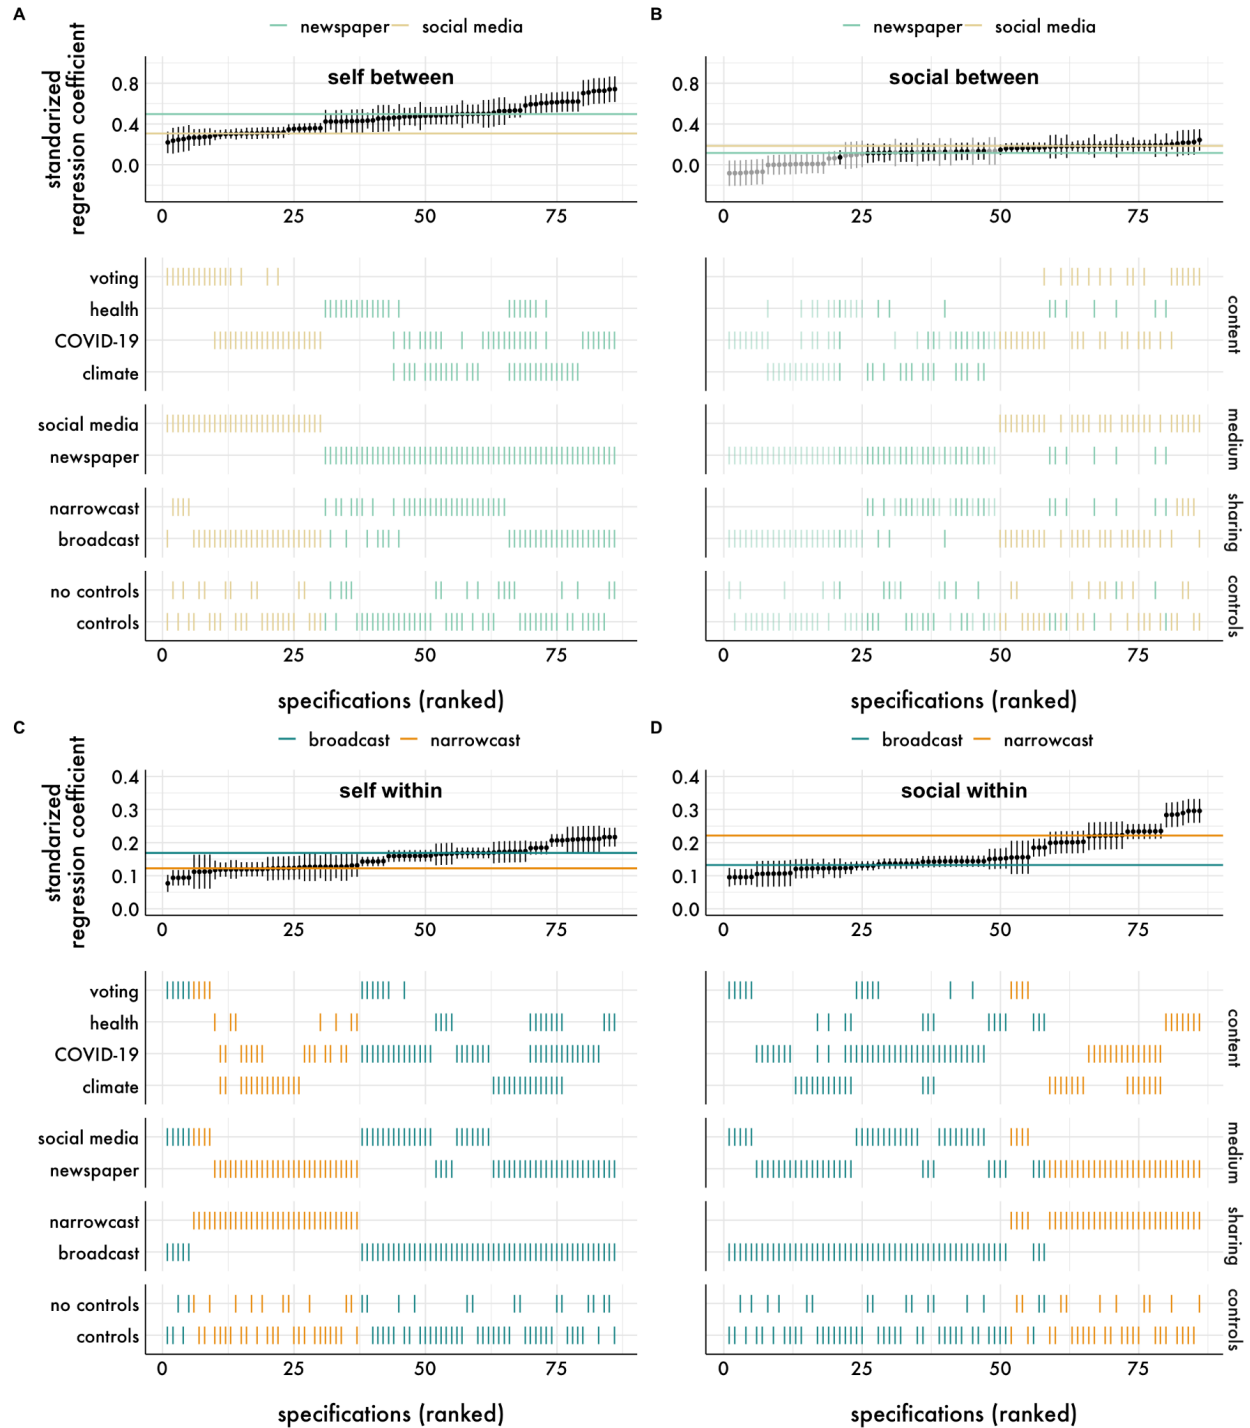 A
newspaper social media
standarized
regression coefficient
self between
0.8
0.4
0.0
0 25 50 75
voting
health
COVID-19
climate
social media
newspaper
narrowcast
broadcast
no controls
controls
0 25 50 75
specifications (ranked)
B
newspaper social media
social between
0.8
0.4
0.0
0 25 50 75
content
medium
sharing
controls
0 25 50 75
specifications (ranked)
C
broadcast narrowcast
standarized
regression coefficient
self within
0.4
0.3
0.2
0.1
0.0
0 25 50 75
voting
health
COVID-19
climate
social media
newspaper
narrowcast
broadcast
no controls
controls
0 25 50 75
specifications (ranked)
D
broadcast narrowcast
social within
0.4
0.3
0.2
0.1
0.0
0 25 50 75
content
medium
sharing
controls
0 25 50 75
specifications (ranked)